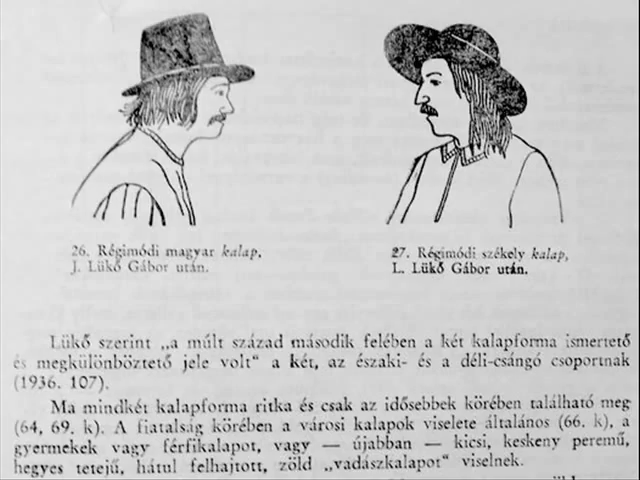 26. Régimódi magyar kalap,
J. Lükő Gábor után.
27. Régimódi székely kalap,
L. Lükő Gábor után.
Lükő szerint „a múlt század második felében a két kalapforma ismertető
és megkülönböztető jele volt“ a két, az északi- és a déli-csángó csoportnak
(1936. 107).
Ma mindkét kalapforma ritka és csak az idősebbek körében található meg
(64, 69. k). A fiatalság körében a városi kalapok viselete általános (66. k), a
gyermekek vagy férfikalapot, vagy — újabban — kicsi, keskeny peremű,
hegyes tetejű, hátul felhajtott, zöld „vadászkalapot“ viselnek.